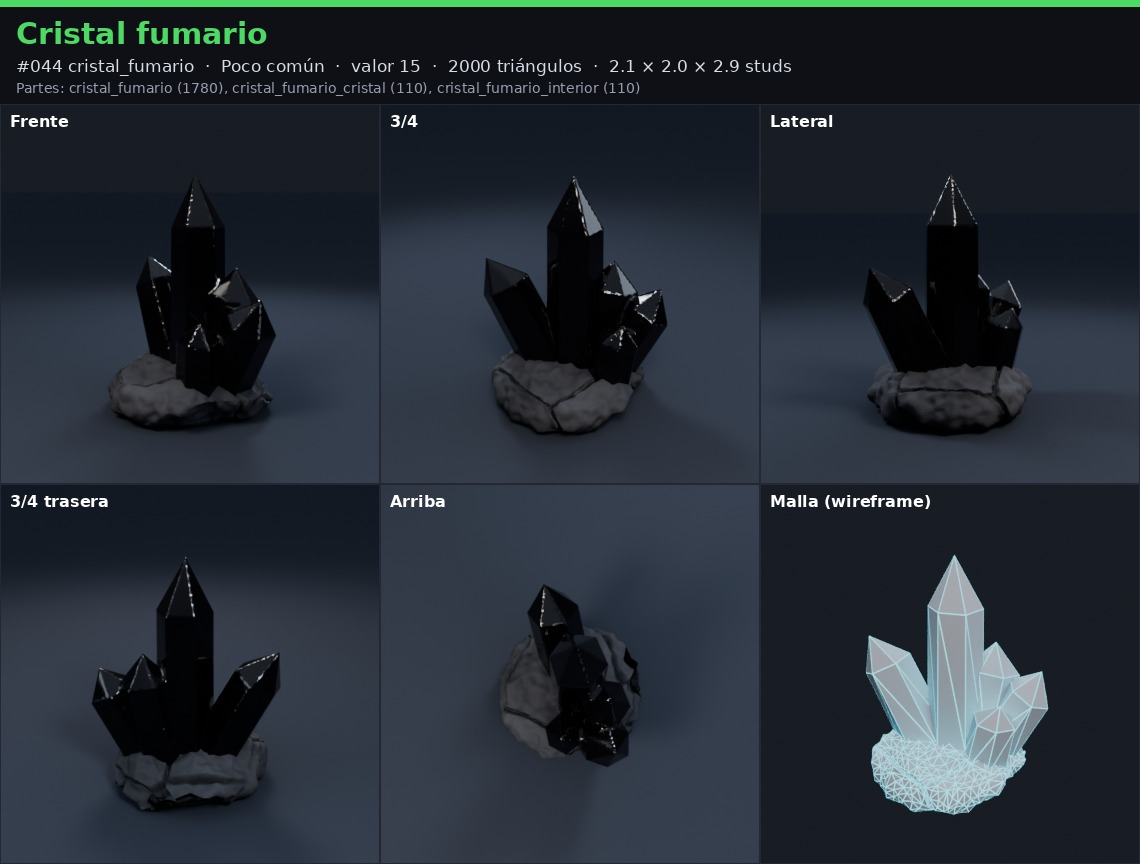 Cristal fumario
#044 cristal_fumario · Poco común · valor 15 · 2000 triángulos · 2.1 × 2.0 × 2.9 studs
Partes: cristal_fumario (1780), cristal_fumario_cristal (110), cristal_fumario_interior (110)
Frente
3/4
Lateral
3/4 trasera
Arriba
Malla (wireframe)